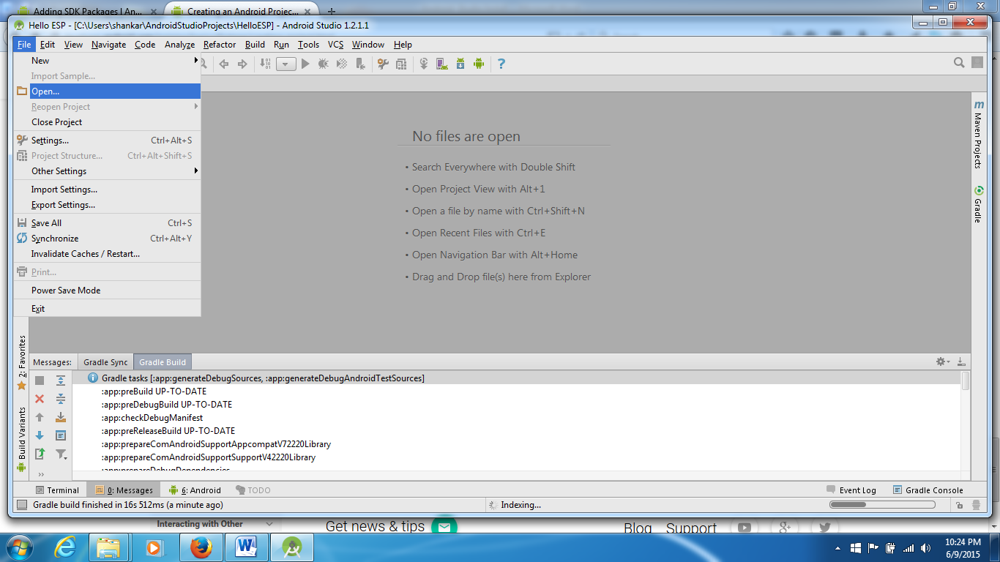 Adding SDK Packages | An...
Creating an Android Projec...
Hello ESP - [C:\Users\shankar\AndroidStudioProjects\HelloESP] - Android Studio 1.2.1.1
File Edit View Navigate Code Analyze Refactor Build Run Tools VCS Window Help
New
Import Sample...
Open...
Reopen Project
Close Project
Settings... Ctrl+Alt+S
Project Structure... Ctrl+Alt+Shift+S
Other Settings
Import Settings...
Export Settings...
Save All Ctrl+S
Synchronize Ctrl+Alt+Y
Invalidate Caches / Restart...
Print...
Power Save Mode
Exit
No files are open
• Search Everywhere with Double Shift
• Open Project View with Alt+1
• Open a file by name with Ctrl+Shift+N
• Open Recent Files with Ctrl+E
• Open Navigation Bar with Alt+Home
• Drag and Drop file(s) here from Explorer
m Maven Projects
Gradle
2: Favorites
Build Variants
Messages: Gradle Sync Gradle Build
Gradle tasks [:app:generateDebugSources, :app:generateDebugAndroidTestSources]
:app:preBuild UP-TO-DATE
:app:preDebugBuild UP-TO-DATE
:app:checkDebugManifest
:app:preReleaseBuild UP-TO-DATE
:app:prepareComAndroidSupportAppcompatV72220Library
:app:prepareComAndroidSupportSupportV42220Library
:app:prepareDebugDependencies
Terminal 0: Messages 6: Android TODO Event Log Gradle Console
Gradle build finished in 16s 512ms (a minute ago) Indexing...
Interacting with Other
Get news & tips Blog Support
10:24 PM
6/9/2015